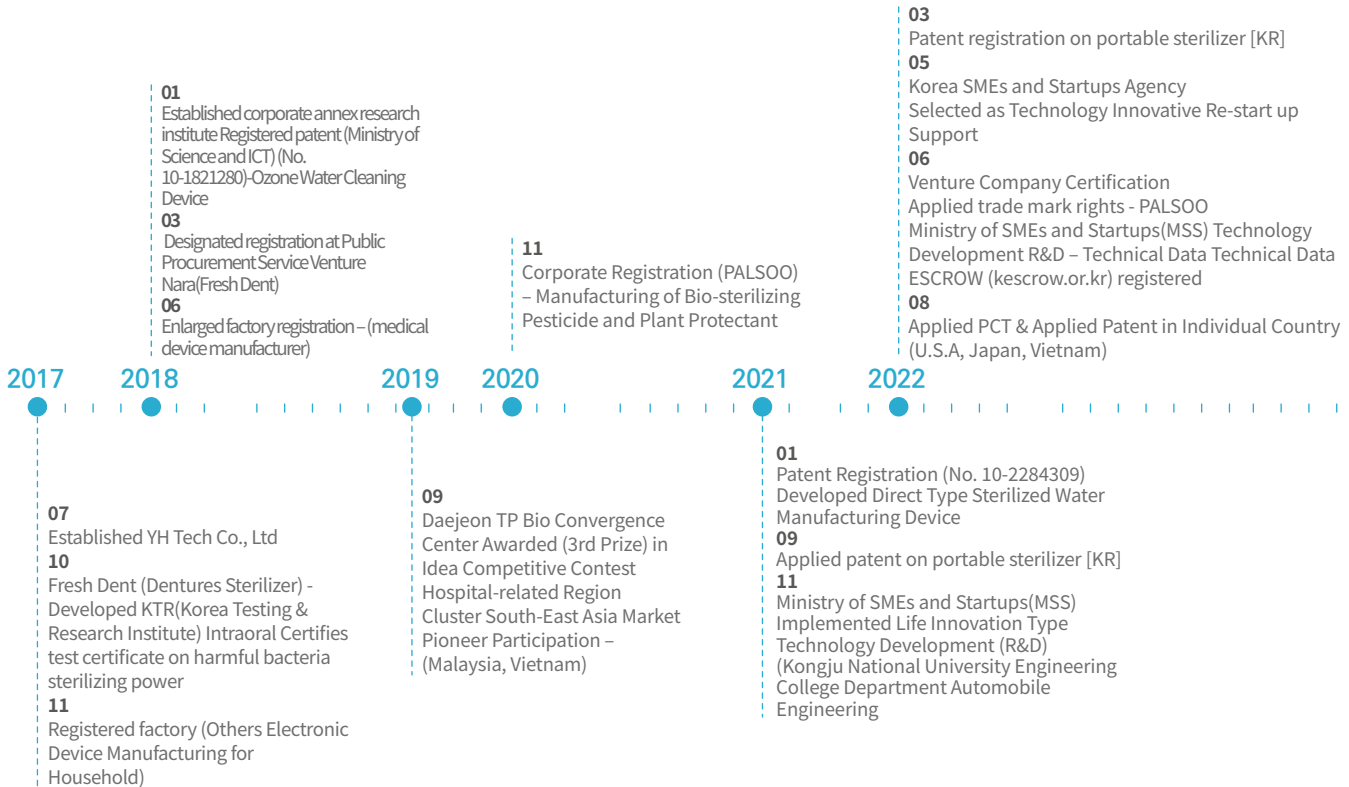 03
Patent registration on portable sterilizer [KR]
05
Korea SMEs and Startups Agency
Selected as Technology Innovative Re-start up
Support
06
Venture Company Certification
Applied trade mark rights - PALSOO
Ministry of SMEs and Startups(MSS) Technology
Development R&D – Technical Data Technical Data
ESCROW (kescrow.or.kr) registered
08
Applied PCT & Applied Patent in Individual Country
(U.S.A, Japan, Vietnam)
01
Established corporate annex research
institute Registered patent (Ministry of
Science and ICT) (No.
10-1821280)-Ozone Water Cleaning
Device
03
Designated registration at Public
Procurement Service Venture
Nara(Fresh Dent)
06
Enlarged factory registration – (medical
device manufacturer)
11
Corporate Registration (PALSOO)
– Manufacturing of Bio-sterilizing
Pesticide and Plant Protectant
2017 2018 2019 2020 2021 2022
07
Established YH Tech Co., Ltd
10
Fresh Dent (Dentures Sterilizer) -
Developed KTR(Korea Testing &
Research Institute) Intraoral Certifies
test certificate on harmful bacteria
sterilizing power
11
Registered factory (Others Electronic
Device Manufacturing for
Household)
09
Daejeon TP Bio Convergence
Center Awarded (3rd Prize) in
Idea Competitive Contest
Hospital-related Region
Cluster South-East Asia Market
Pioneer Participation –
(Malaysia, Vietnam)
01
Patent Registration (No. 10-2284309)
Developed Direct Type Sterilized Water
Manufacturing Device
09
Applied patent on portable sterilizer [KR]
11
Ministry of SMEs and Startups(MSS)
Implemented Life Innovation Type
Technology Development (R&D)
(Kongju National University Engineering
College Department Automobile
Engineering